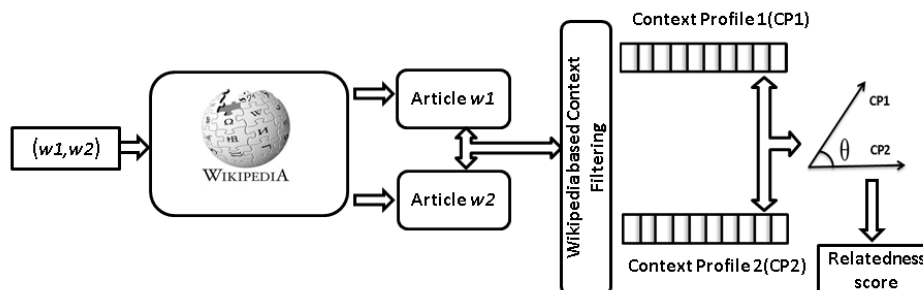 (w1,w2)
WIKIPEDIA
Article w1
Article w2
Wikipedia based Context
Filtering
Context Profile 1(CP1)
Context Profile 2(CP2)
CP1
θ
CP2
Relatedness
score